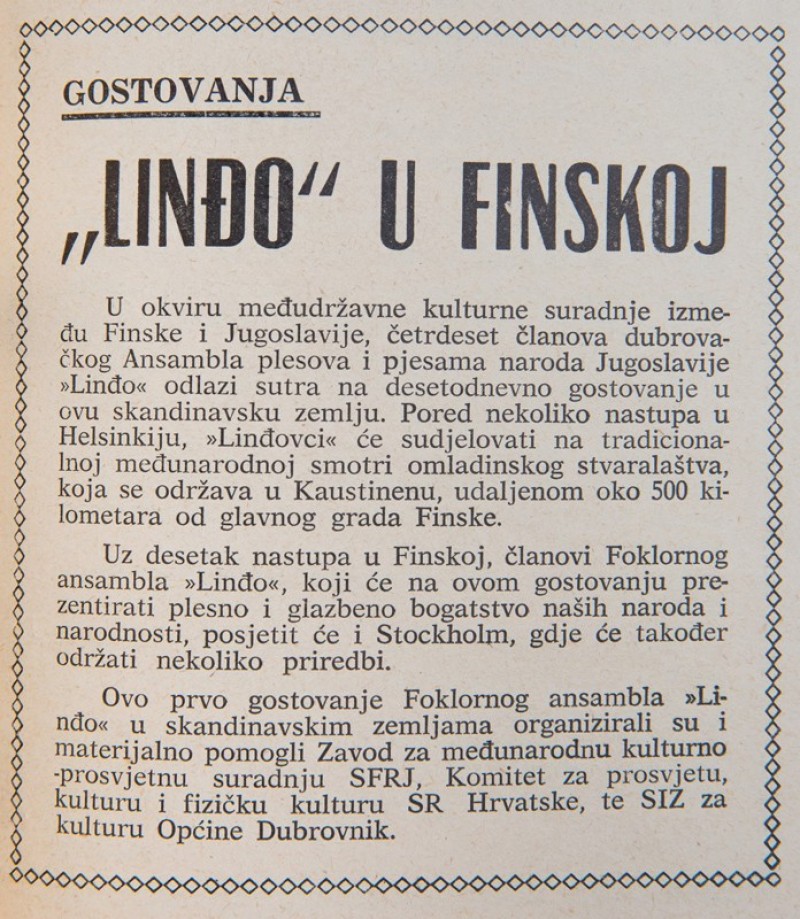 GOSTOVANJA
„LINĐO“ U FINSKOJ
U okviru međudržavne kulturne suradnje izme-
đu Finske i Jugoslavije, četrdeset članova dubrova-
čkog Ansambla plesova i pjesama naroda Jugoslavije
»Linđo« odlazi sutra na desetodnevno gostovanje u
ovu skandinavsku zemlju. Pored nekoliko nastupa u
Helsinkiju, »Linđovci« će sudjelovati na tradiciona-
lnoj međunarodnoj smotri omladinskog stvaralaštva,
koja se održava u Kaustinenu, udaljenom oko 500 ki-
lometara od glavnog grada Finske.
Uz desetak nastupa u Finskoj, članovi Foklornog
ansambla »Linđo«, koji će na ovom gostovanju pre-
zentirati plesno i glazbeno bogatstvo naših naroda i
narodnosti, posjetit će i Stockholm, gdje će također
održati nekoliko priredbi.
Ovo prvo gostovanje Foklornog ansambla »Li-
nđo« u skandinavskim zemljama organizirali su i
materijalno pomogli Zavod za međunarodnu kulturno
-prosvjetnu suradnju SFRJ, Komitet za prosvjetu,
kulturu i fizičku kulturu SR Hrvatske, te SIZ za
kulturu Općine Dubrovnik.